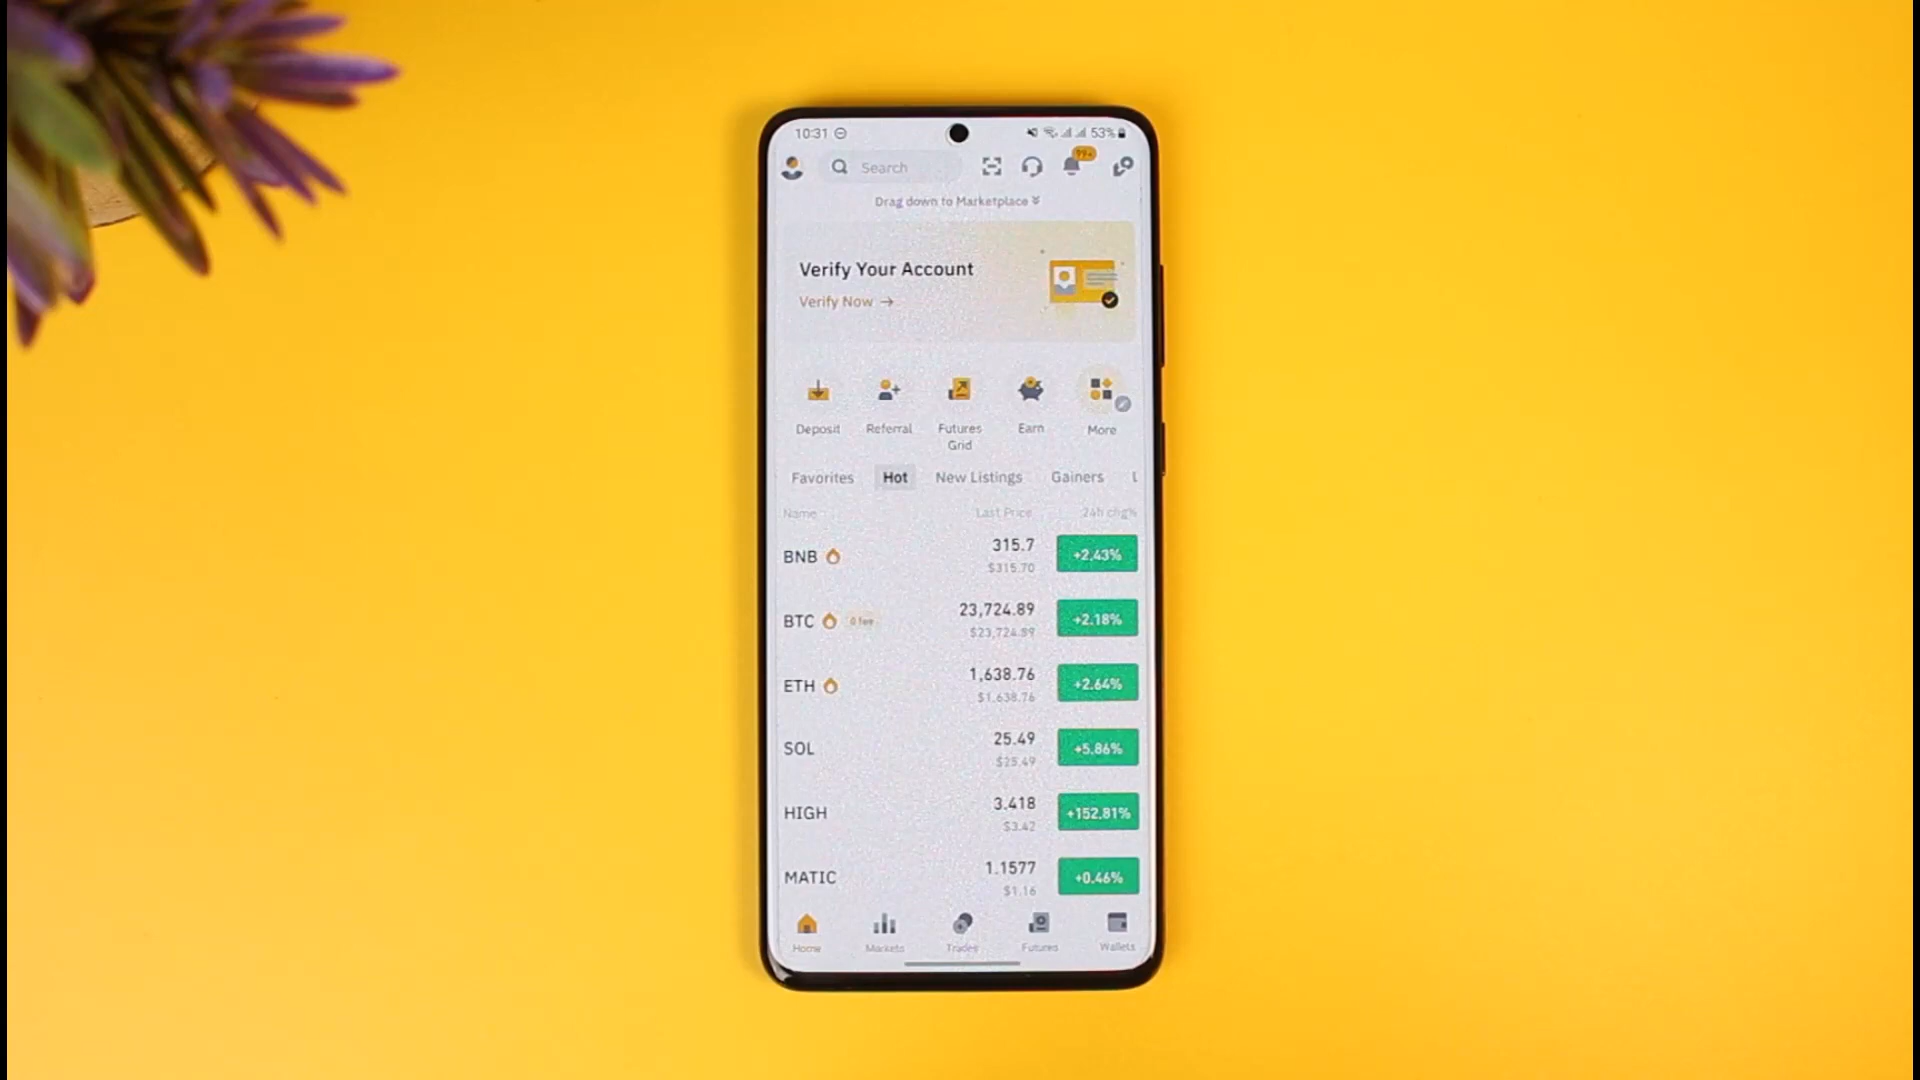 10:31
53%
Search
99+
Drag down to Marketplace
Verify Your Account
Verify Now →
Deposit
Referral
Futures Grid
Earn
More
Favorites
Hot
New Listings
Gainers
Name
Last Price
24h chg%
BNB
315.7
$315.70
+2.43%
BTC
0 fee
23,724.89
$23,724.89
+2.18%
ETH
1,638.76
$1,638.76
+2.64%
SOL
25.49
$25.49
+5.86%
HIGH
3.418
$3.42
+152.81%
MATIC
1.1577
$1.16
+0.46%
Home
Markets
Trades
Futures
Wallets